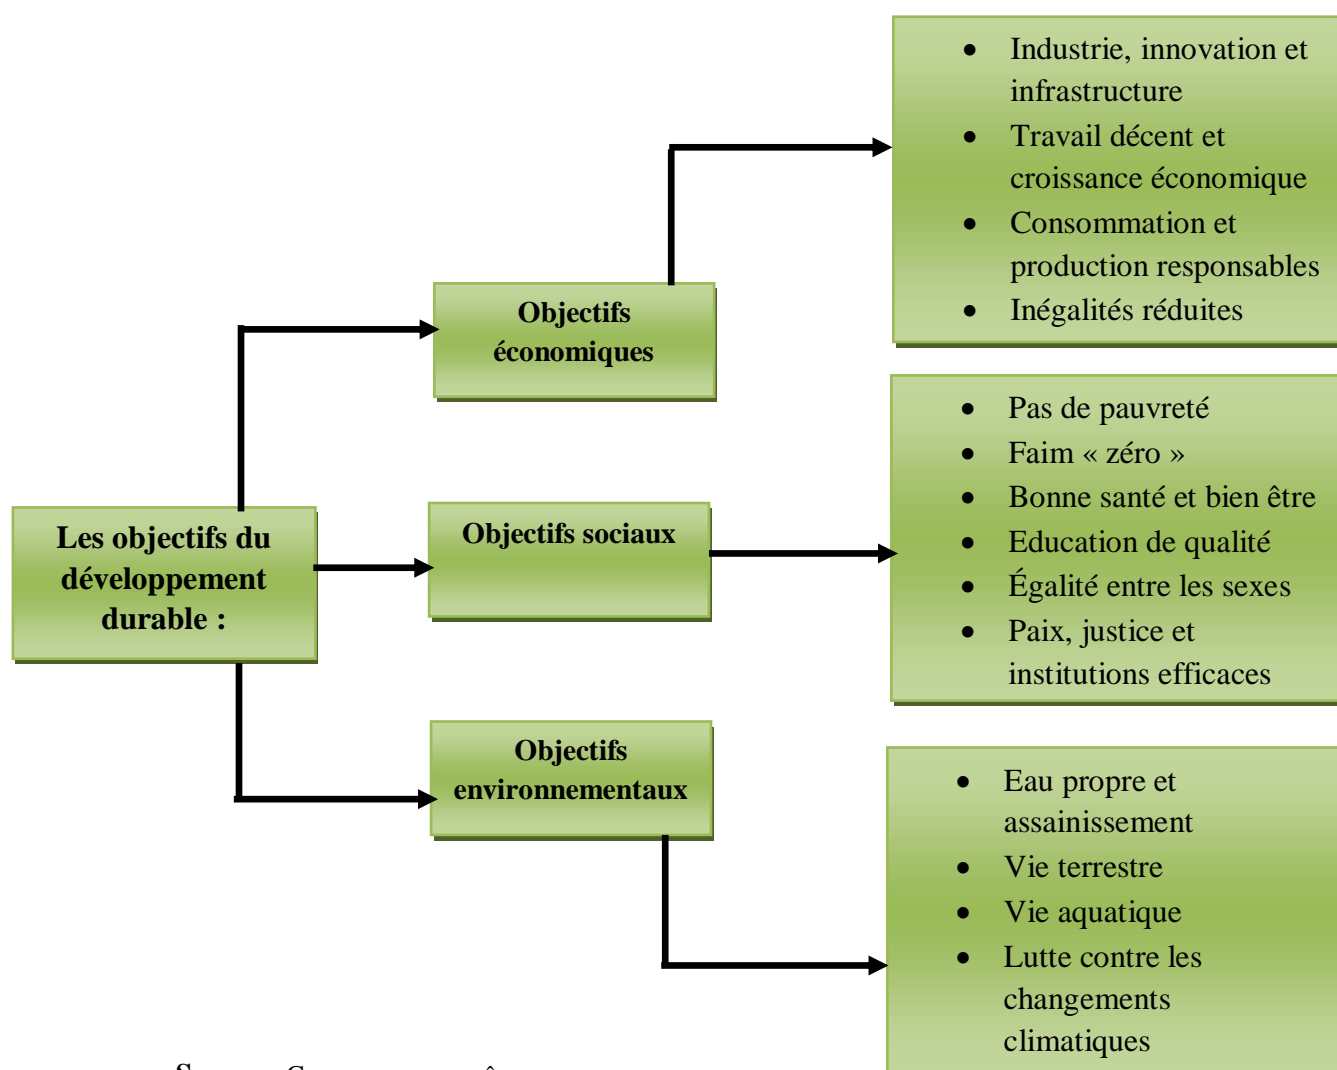 Les objectifs du
développement
durable :
Objectifs
économiques
• Industrie, innovation et
infrastructure
• Travail décent et
croissance économique
• Consommation et
production responsables
• Inégalités réduites
Objectifs sociaux
• Pas de pauvreté
• Faim « zéro »
• Bonne santé et bien être
• Education de qualité
• Égalité entre les sexes
• Paix, justice et
institutions efficaces
Objectifs
environnementaux
• Eau propre et
assainissement
• Vie terrestre
• Vie aquatique
• Lutte contre les
changements
climatiques